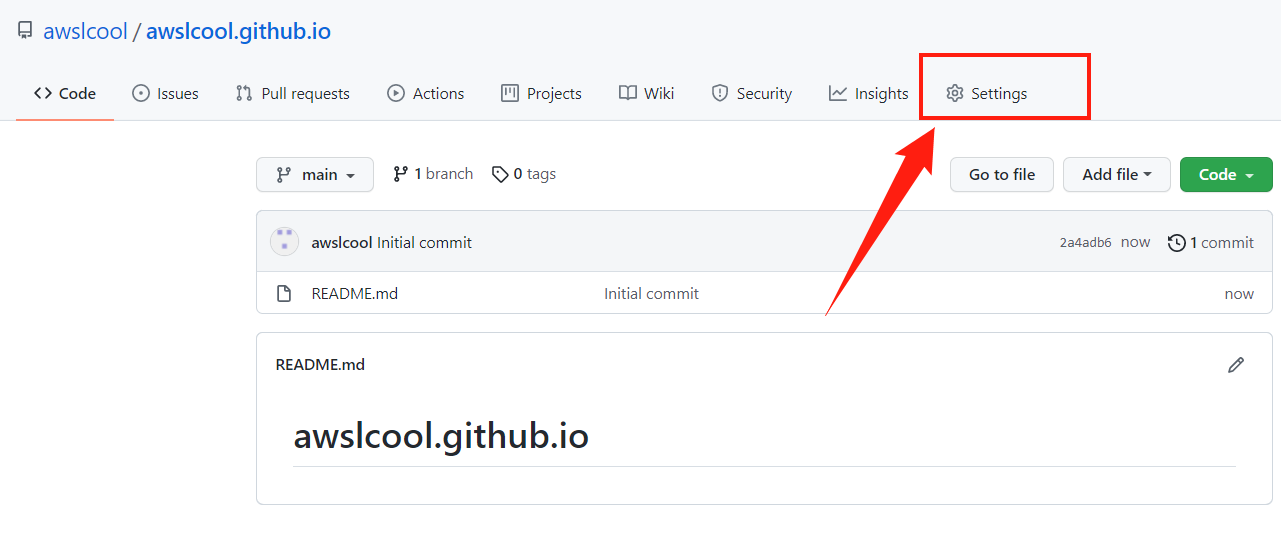 awslcool / awslcool.github.io
Code Issues Pull requests Actions Projects Wiki Security Insights Settings
main 1 branch 0 tags Go to file Add file Code
awslcool Initial commit 2a4adb6 now 1 commit
README.md Initial commit now
README.md
awslcool.github.io